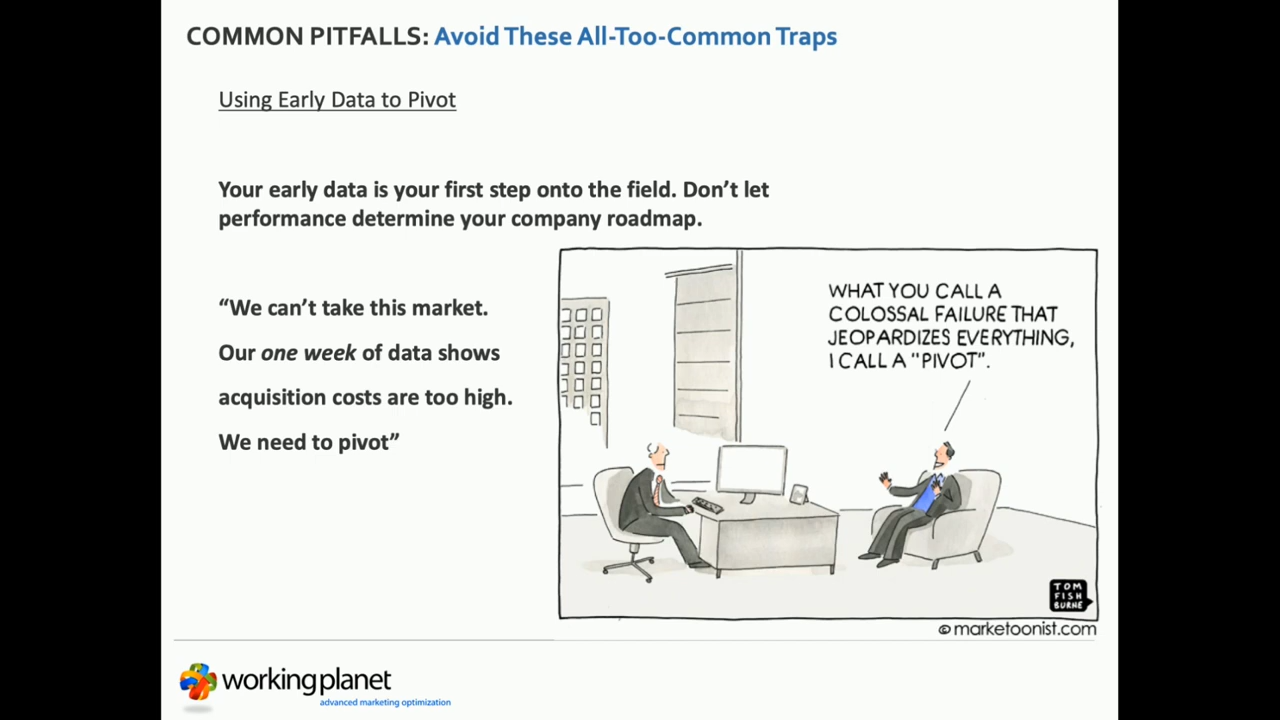 COMMON PITFALLS: Avoid These All-Too-Common Traps
Using Early Data to Pivot
Your early data is your first step onto the field. Don’t let
performance determine your company roadmap.
“We can’t take this market.
Our one week of data shows
acquisition costs are too high.
We need to pivot”
WHAT YOU CALL A
COLOSSAL FAILURE THAT
JEOPARDIZES EVERYTHING,
I CALL A "PIVOT".
TOM
FISH
BURNE
© marketoonist.com
workingplanet
advanced marketing optimization